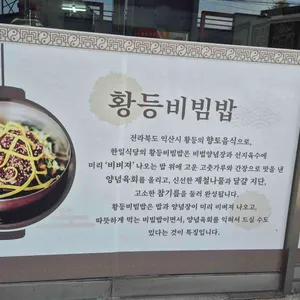 황등비빔밥
전라북도 익산시 황등의 향토음식으로,
한일식당의 황등비빔밥은 비빔양념장과 선지육수에
미리 '비벼져' 나오는 밥 위에 고운 고춧가루와 간장으로 맛을 낸
양념육회를 올리고, 신선한 제철나물과 달걀 지단,
고소한 참기름을 둘러 완성됩니다.
황등비빔밥은 밥과 양념장이 미리 비벼져 나오고,
따뜻하게 먹는 비빔밥이면서, 양념육회를 익혀서 드실 수도
있다는 것이 특징입니다.